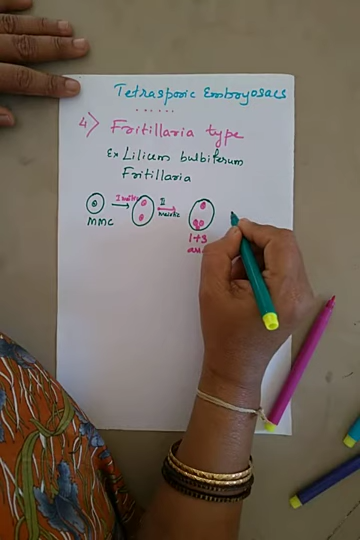 Tetrasporic Embryosacs
4> Fritillaria type
Ex Lilium bulbiferum
Fritillaria
I meiosis II
MMC meiosis
1+3